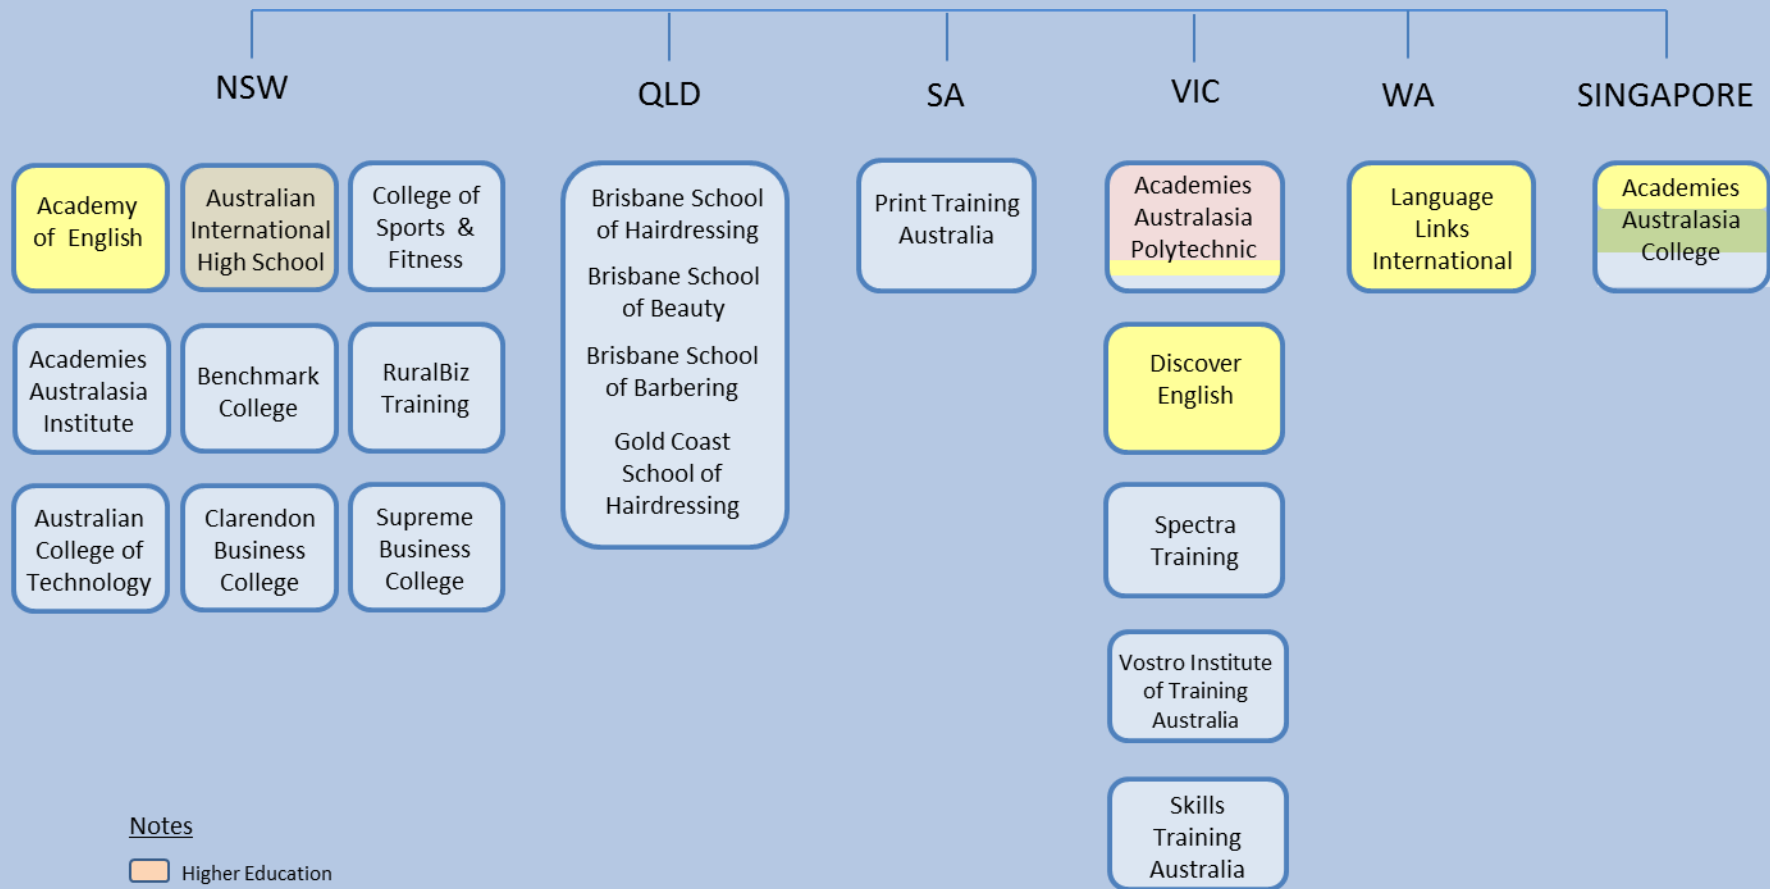 NSW
QLD
SA
VIC
WA
SINGAPORE
Academy
of English
Australian
International
High School
College of
Sports &
Fitness
Academies
Australasia
Institute
Benchmark
College
RuralBiz
Training
Australian
College of
Technology
Clarendon
Business
College
Supreme
Business
College
Brisbane School
of Hairdressing
Brisbane School
of Beauty
Brisbane School
of Barbering
Gold Coast
School of
Hairdressing
Print Training
Australia
Academies
Australasia
Polytechnic
Discover
English
Spectra
Training
Vostro Institute
of Training
Australia
Skills
Training
Australia
Language
Links
International
Academies
Australasia
College
Notes
Higher Education